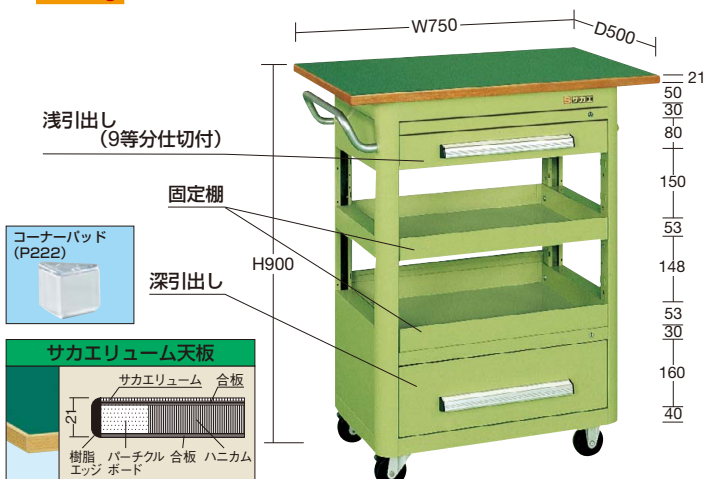 W750
D500
21
50
30
80
150
53
148
53
30
160
40
H900
サカエ
浅引出し
(9等分仕切付)
固定棚
深引出し
コーナーパッド
(P222)
サカエリューム天板
サカエリューム 合板
21
樹脂
エッジ
パーチクル
ボード
合板
ハニカム